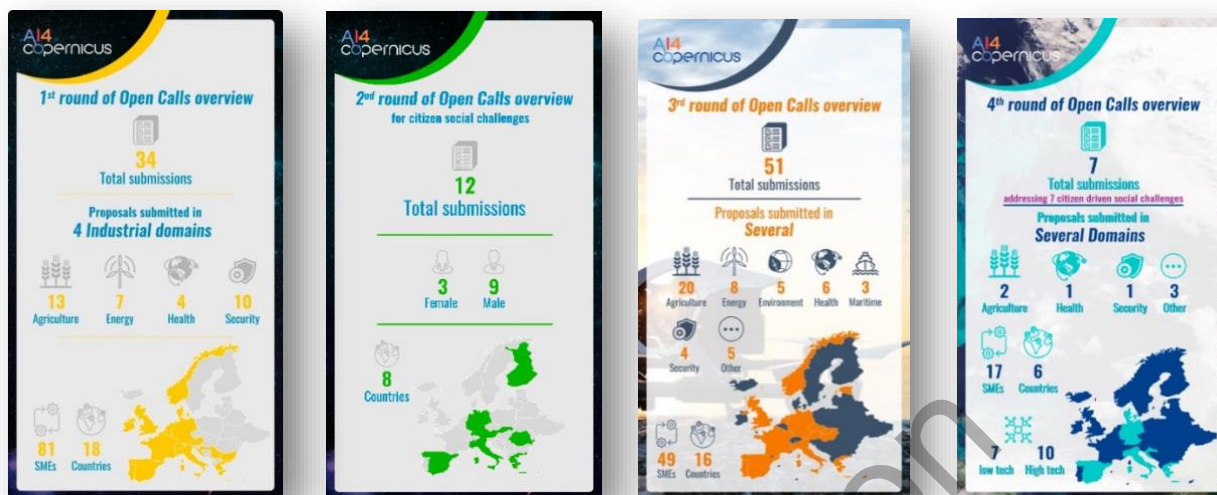 AI4
copernicus
1st round of Open Calls overview
34
Total submissions
Proposals submitted in
4 Industrial domains
13
Agriculture
7
Energy
4
Health
10
Security
81
SMEs
18
Countries
AI4
copernicus
2nd round of Open Calls overview
for citizen social challenges
12
Total submissions
3
Female
9
Male
8
Countries
AI4
copernicus
3rd round of Open Calls overview
51
Total submissions
Proposals submitted in
Several
20
Agriculture
8
Energy
5
Environment
6
Health
3
Maritime
4
Security
5
Other
49
SMEs
16
Countries
AI4
copernicus
4th round of Open Calls overview
7
Total submissions
addressing 7 citizen driven social challenges
Proposals submitted in
Several Domains
2
Agriculture
1
Health
1
Security
3
Other
17
SMEs
6
Countries
7
low tech
10
High tech